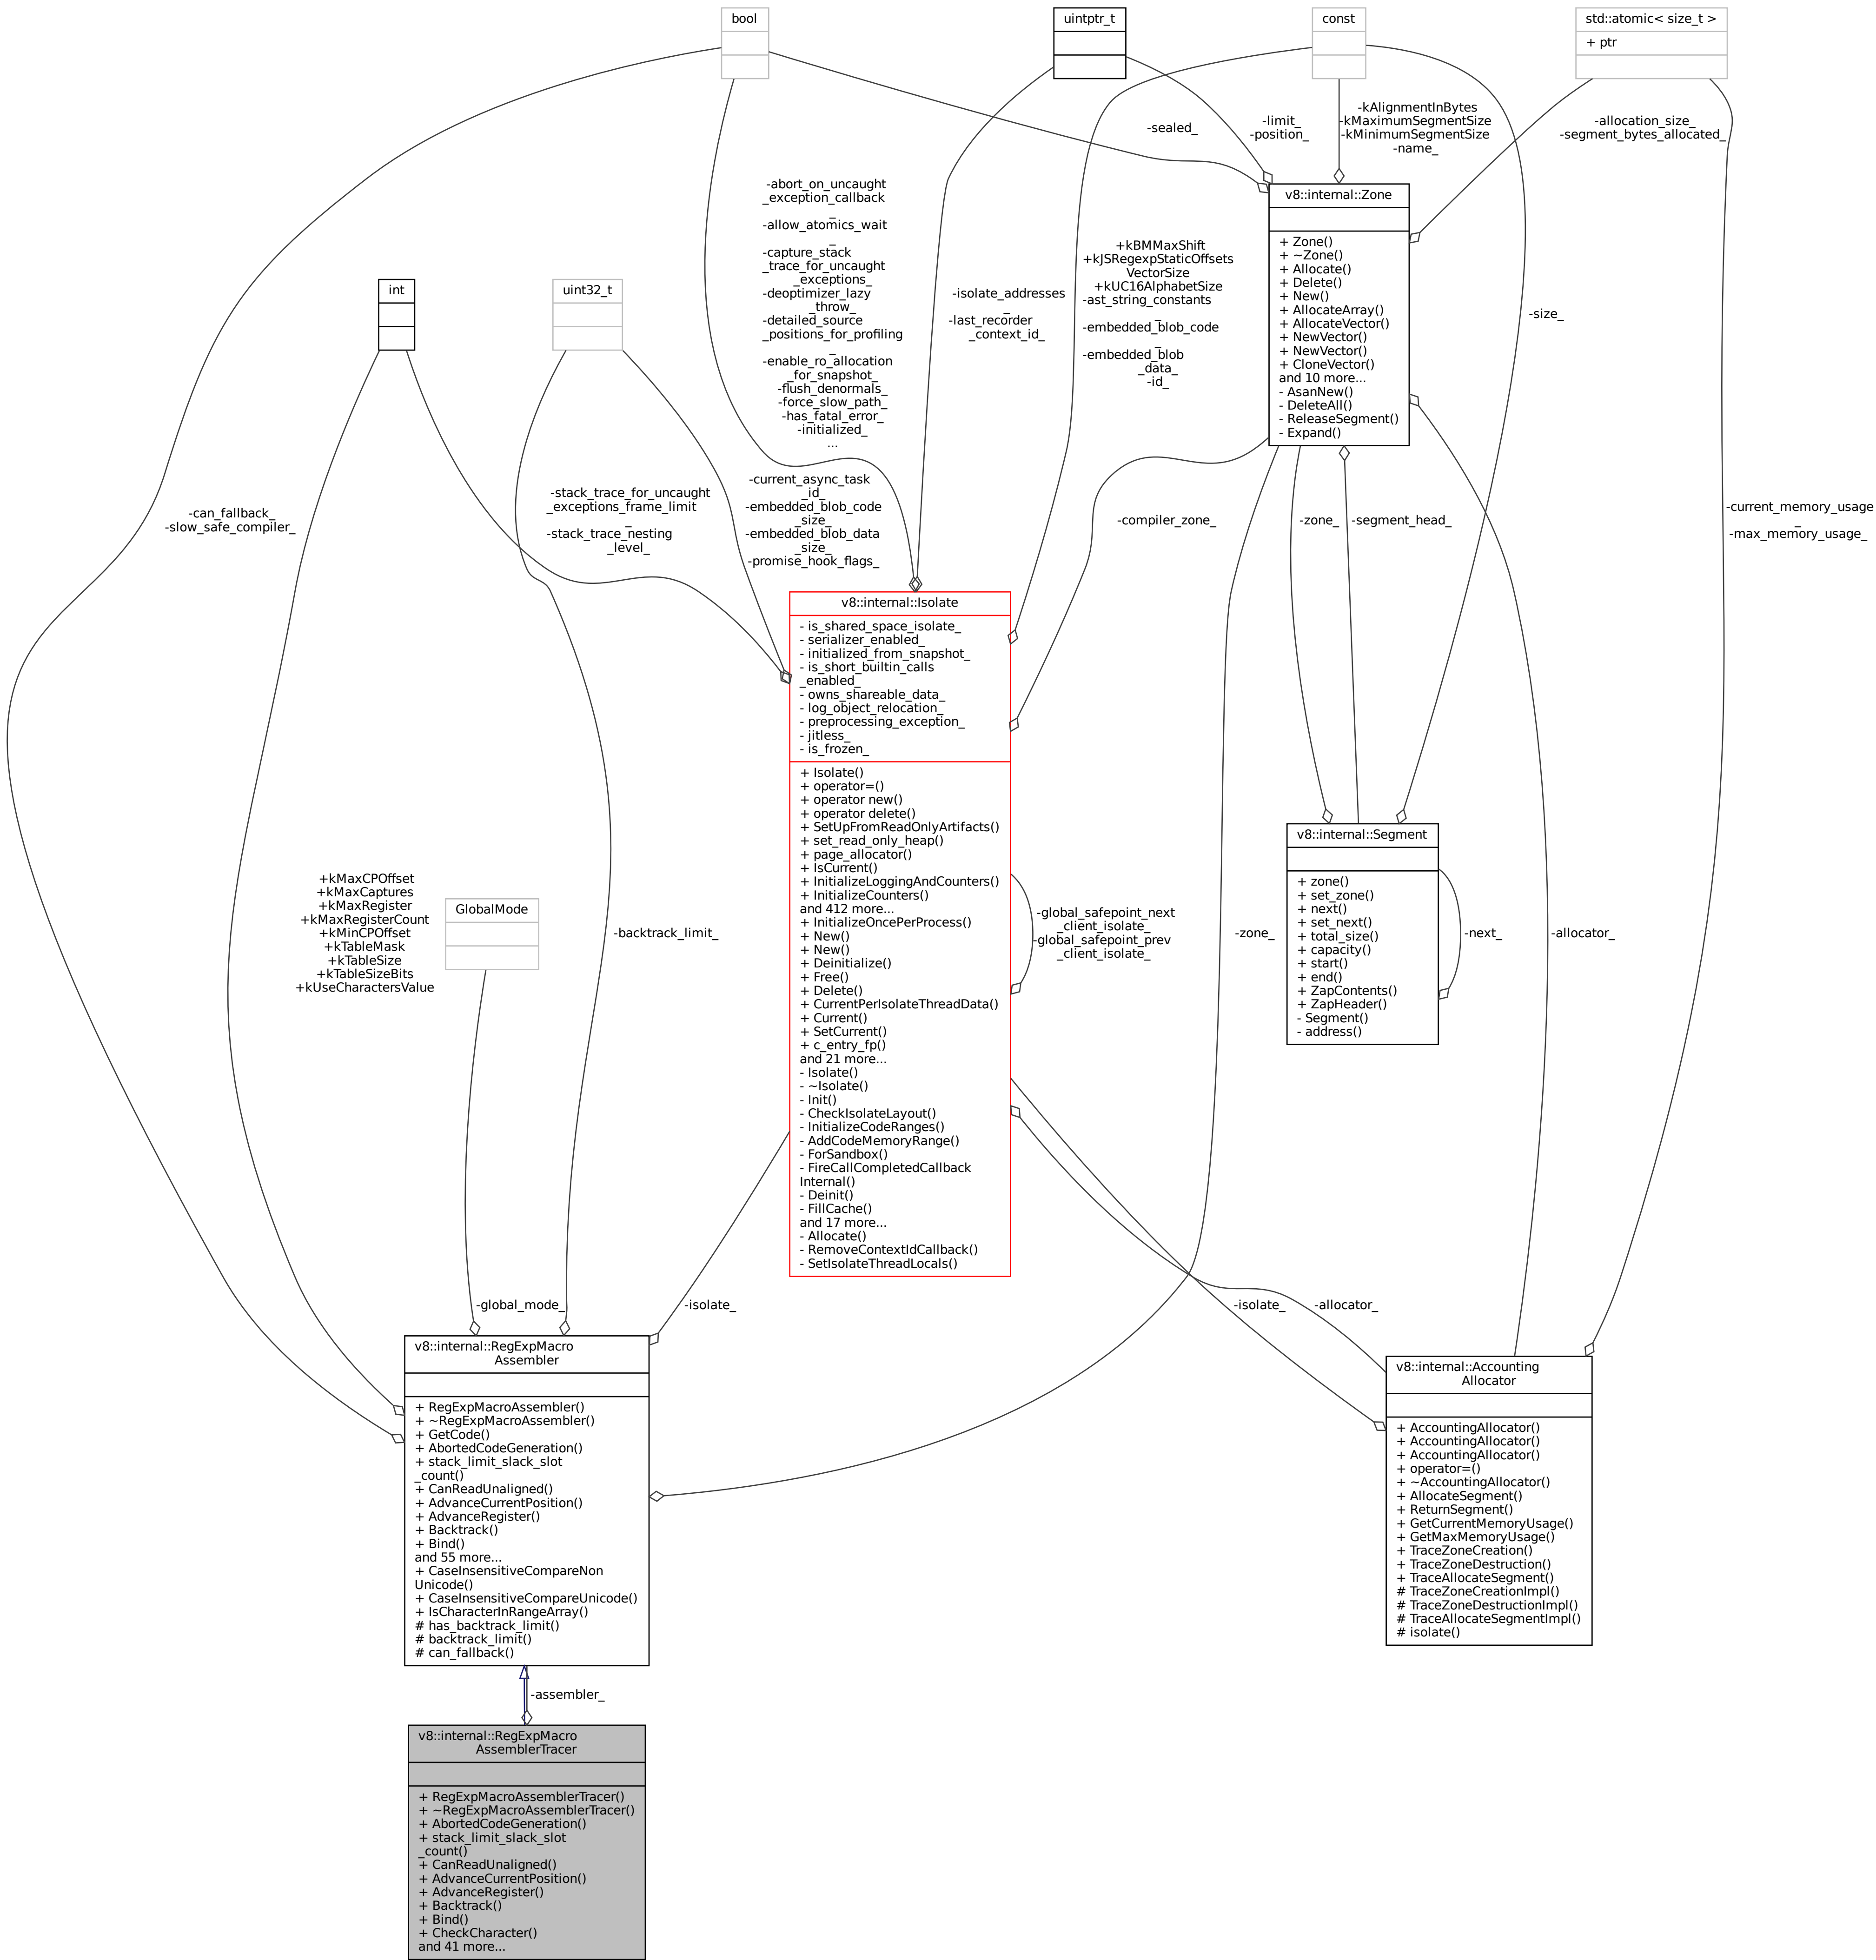 bool
uintptr_t
const
std::atomic< size_t >
+ ptr
-sealed_
-limit_
-position_
-kAlignmentInBytes
-kMaximumSegmentSize
-kMinimumSegmentSize
-name_
-allocation_size_
-segment_bytes_allocated_
-abort_on_uncaught
_exception_callback
_
-allow_atomics_wait
_
-capture_stack
_trace_for_uncaught
_exceptions_
-deoptimizer_lazy
_throw_
-detailed_source
_positions_for_profiling
_
-enable_ro_allocation
_for_snapshot_
-flush_denormals_
-force_slow_path_
-has_fatal_error_
-initialized_
...
v8::internal::Zone
+ Zone()
+ ~Zone()
+ Allocate()
+ Delete()
+ New()
+ AllocateArray()
+ AllocateVector()
+ NewVector()
+ NewVector()
+ CloneVector()
and 10 more...
- AsanNew()
- DeleteAll()
- ReleaseSegment()
- Expand()
int
uint32_t
-isolate_addresses
_
-last_recorder
_context_id_
+kBMMaxShift
+kJSRegexpStaticOffsets
VectorSize
+kUC16AlphabetSize
-ast_string_constants
_
-embedded_blob_code
_
-embedded_blob
_data_
-id_
-size_
-can_fallback_
-slow_safe_compiler_
-stack_trace_for_uncaught
_exceptions_frame_limit
_
-stack_trace_nesting
_level_
-current_async_task
_id_
-embedded_blob_code
_size_
-embedded_blob_data
_size_
-promise_hook_flags_
-compiler_zone_
-zone_
-segment_head_
-current_memory_usage
_
-max_memory_usage_
v8::internal::Isolate
- is_shared_space_isolate_
- serializer_enabled_
- initialized_from_snapshot_
- is_short_builtin_calls
_enabled_
- owns_shareable_data_
- log_object_relocation_
- preprocessing_exception_
- jitless_
- is_frozen_
+ Isolate()
+ operator=()
+ operator new()
+ operator delete()
+ SetUpFromReadOnlyArtifacts()
+ set_read_only_heap()
+ page_allocator()
+ IsCurrent()
+ InitializeLoggingAndCounters()
+ InitializeCounters()
and 412 more...
+ InitializeOncePerProcess()
+ New()
+ New()
+ Deinitialize()
+ Free()
+ Delete()
+ CurrentPerIsolateThreadData()
+ Current()
+ SetCurrent()
+ c_entry_fp()
and 21 more...
- Isolate()
- ~Isolate()
- Init()
- CheckIsolateLayout()
- InitializeCodeRanges()
- AddCodeMemoryRange()
- ForSandbox()
- FireCallCompletedCallback
Internal()
- Deinit()
- FillCache()
and 17 more...
- Allocate()
- RemoveContextIdCallback()
- SetIsolateThreadLocals()
v8::internal::Segment
+ zone()
+ set_zone()
+ next()
+ set_next()
+ total_size()
+ capacity()
+ start()
+ end()
+ ZapContents()
+ ZapHeader()
- Segment()
- address()
+kMaxCPOffset
+kMaxCaptures
+kMaxRegister
+kMaxRegisterCount
+kMinCPOffset
+kTableMask
+kTableSize
+kTableSizeBits
+kUseCharactersValue
GlobalMode
-backtrack_limit_
-global_safepoint_next
_client_isolate_
-global_safepoint_prev
_client_isolate_
-zone_
-next_
-allocator_
-global_mode_
-isolate_
-isolate_
-allocator_
v8::internal::RegExpMacro
Assembler
+ RegExpMacroAssembler()
+ ~RegExpMacroAssembler()
+ GetCode()
+ AbortedCodeGeneration()
+ stack_limit_slack_slot
_count()
+ CanReadUnaligned()
+ AdvanceCurrentPosition()
+ AdvanceRegister()
+ Backtrack()
+ Bind()
and 55 more...
+ CaseInsensitiveCompareNon
Unicode()
+ CaseInsensitiveCompareUnicode()
+ IsCharacterInRangeArray()
# has_backtrack_limit()
# backtrack_limit()
# can_fallback()
v8::internal::Accounting
Allocator
+ AccountingAllocator()
+ AccountingAllocator()
+ AccountingAllocator()
+ operator=()
+ ~AccountingAllocator()
+ AllocateSegment()
+ ReturnSegment()
+ GetCurrentMemoryUsage()
+ GetMaxMemoryUsage()
+ TraceZoneCreation()
+ TraceZoneDestruction()
+ TraceAllocateSegment()
# TraceZoneCreationImpl()
# TraceZoneDestructionImpl()
# TraceAllocateSegmentImpl()
# isolate()
-assembler_
v8::internal::RegExpMacro
AssemblerTracer
+ RegExpMacroAssemblerTracer()
+ ~RegExpMacroAssemblerTracer()
+ AbortedCodeGeneration()
+ stack_limit_slack_slot
_count()
+ CanReadUnaligned()
+ AdvanceCurrentPosition()
+ AdvanceRegister()
+ Backtrack()
+ Bind()
+ CheckCharacter()
and 41 more...